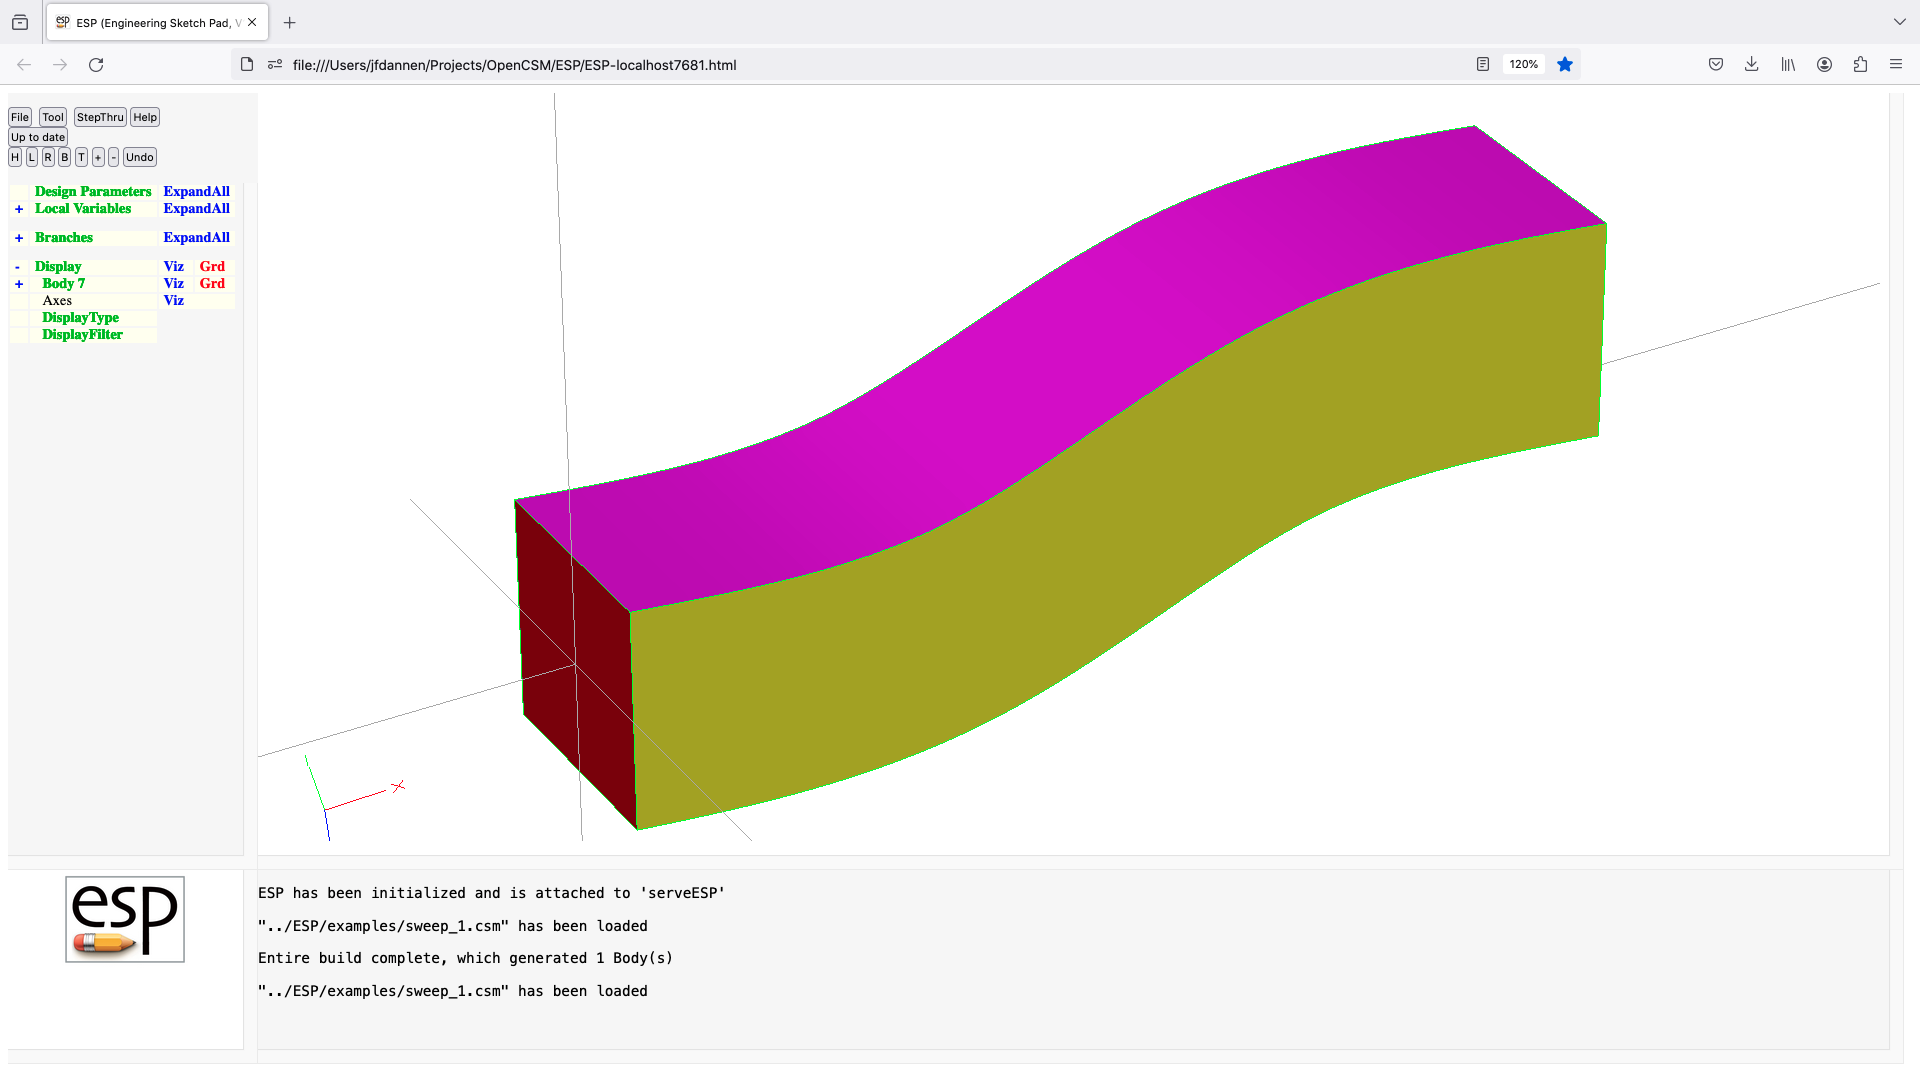 esp ESP (Engineering Sketch Pad, V
file:///Users/jfdannen/Projects/OpenCSM/ESP/ESP-localhost7681.html 120%
File Tool StepThru Help
Up to date
H L R B T + - Undo
Design Parameters ExpandAll
+ Local Variables ExpandAll
+ Branches ExpandAll
- Display Viz Grd
+ Body 7 Viz Grd
Axes Viz
DisplayType
DisplayFilter
X
esp
ESP has been initialized and is attached to 'serveESP'
"../ESP/examples/sweep_1.csm" has been loaded
Entire build complete, which generated 1 Body(s)
"../ESP/examples/sweep_1.csm" has been loaded